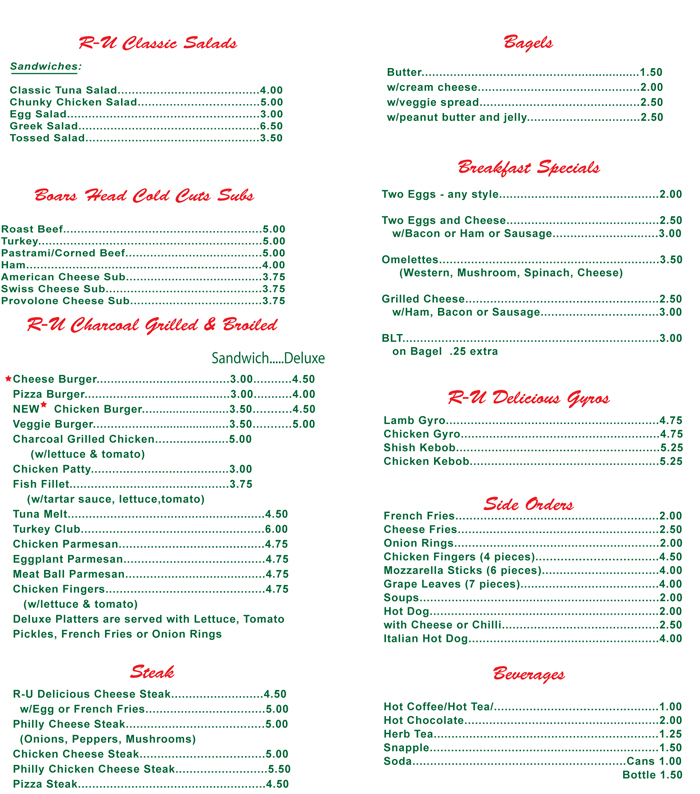 R-U Classic Salads
Sandwiches:
Classic Tuna Salad........................................4.00
Chunky Chicken Salad..................................5.00
Egg Salad......................................................3.00
Greek Salad...................................................6.50
Tossed Salad.................................................3.50
Boars Head Cold Cuts Subs
Roast Beef........................................................5.00
Turkey...............................................................5.00
Pastrami/Corned Beef......................................5.00
Ham..................................................................4.00
American Cheese Sub......................................3.75
Swiss Cheese Sub............................................3.75
Provolone Cheese Sub.....................................3.75
R-U Charcoal Grilled & Broiled
Sandwich.....Deluxe
★Cheese Burger.....................................3.00...........4.50
Pizza Burger.........................................3.00...........4.00
NEW★ Chicken Burger........................3.50...........4.50
Veggie Burger......................................3.50...........5.00
Charcoal Grilled Chicken.....................5.00
(w/lettuce & tomato)
Chicken Patty.......................................3.00
Fish Fillet.............................................3.75
(w/tartar sauce, lettuce,tomato)
Tuna Melt.......................................................4.50
Turkey Club....................................................6.00
Chicken Parmesan.........................................4.75
Eggplant Parmesan........................................4.75
Meat Ball Parmesan.......................................4.75
Chicken Fingers.............................................4.75
(w/lettuce & tomato)
Deluxe Platters are served with Lettuce, Tomato
Pickles, French Fries or Onion Rings
Steak
R-U Delicious Cheese Steak..........................4.50
w/Egg or French Fries..................................5.00
Philly Cheese Steak.......................................5.00
(Onions, Peppers, Mushrooms)
Chicken Cheese Steak...................................5.00
Philly Chicken Cheese Steak..........................5.50
Pizza Steak.....................................................4.50
Bagels
Butter.............................................................1.50
w/cream cheese..............................................2.00
w/veggie spread.............................................2.50
w/peanut butter and jelly................................2.50
Breakfast Specials
Two Eggs - any style.............................................2.00
Two Eggs and Cheese...........................................2.50
w/Bacon or Ham or Sausage..............................3.00
Omelettes..............................................................3.50
(Western, Mushroom, Spinach, Cheese)
Grilled Cheese.......................................................2.50
w/Ham, Bacon or Sausage.................................3.00
BLT........................................................................3.00
on Bagel .25 extra
R-U Delicious Gyros
Lamb Gyro............................................................4.75
Chicken Gyro........................................................4.75
Shish Kebob..........................................................5.25
Chicken Kebob......................................................5.25
Side Orders
French Fries..........................................................2.00
Cheese Fries.........................................................2.50
Onion Rings..........................................................2.00
Chicken Fingers (4 pieces)...................................4.50
Mozzarella Sticks (6 pieces).................................4.00
Grape Leaves (7 pieces).......................................4.00
Soups....................................................................2.00
Hot Dog.................................................................2.00
with Cheese or Chilli............................................2.50
Italian Hot Dog......................................................4.00
Beverages
Hot Coffee/Hot Tea/...............................................1.00
Hot Chocolate.......................................................2.00
Herb Tea................................................................1.25
Snapple.................................................................1.50
Soda............................................................Cans 1.00
Bottle 1.50